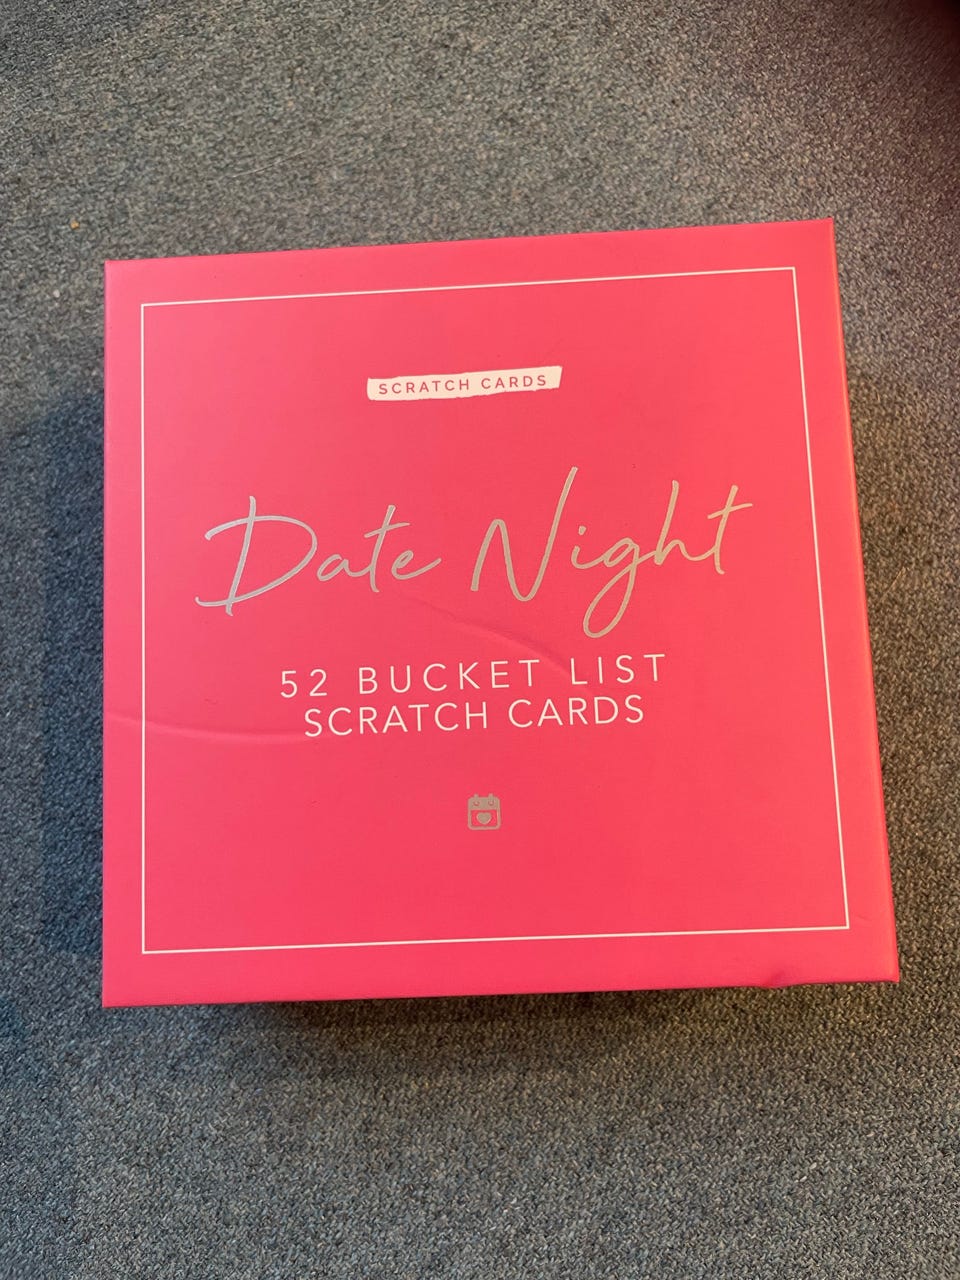 SCRATCH CARDS
Date Night
52 BUCKET LIST
SCRATCH CARDS